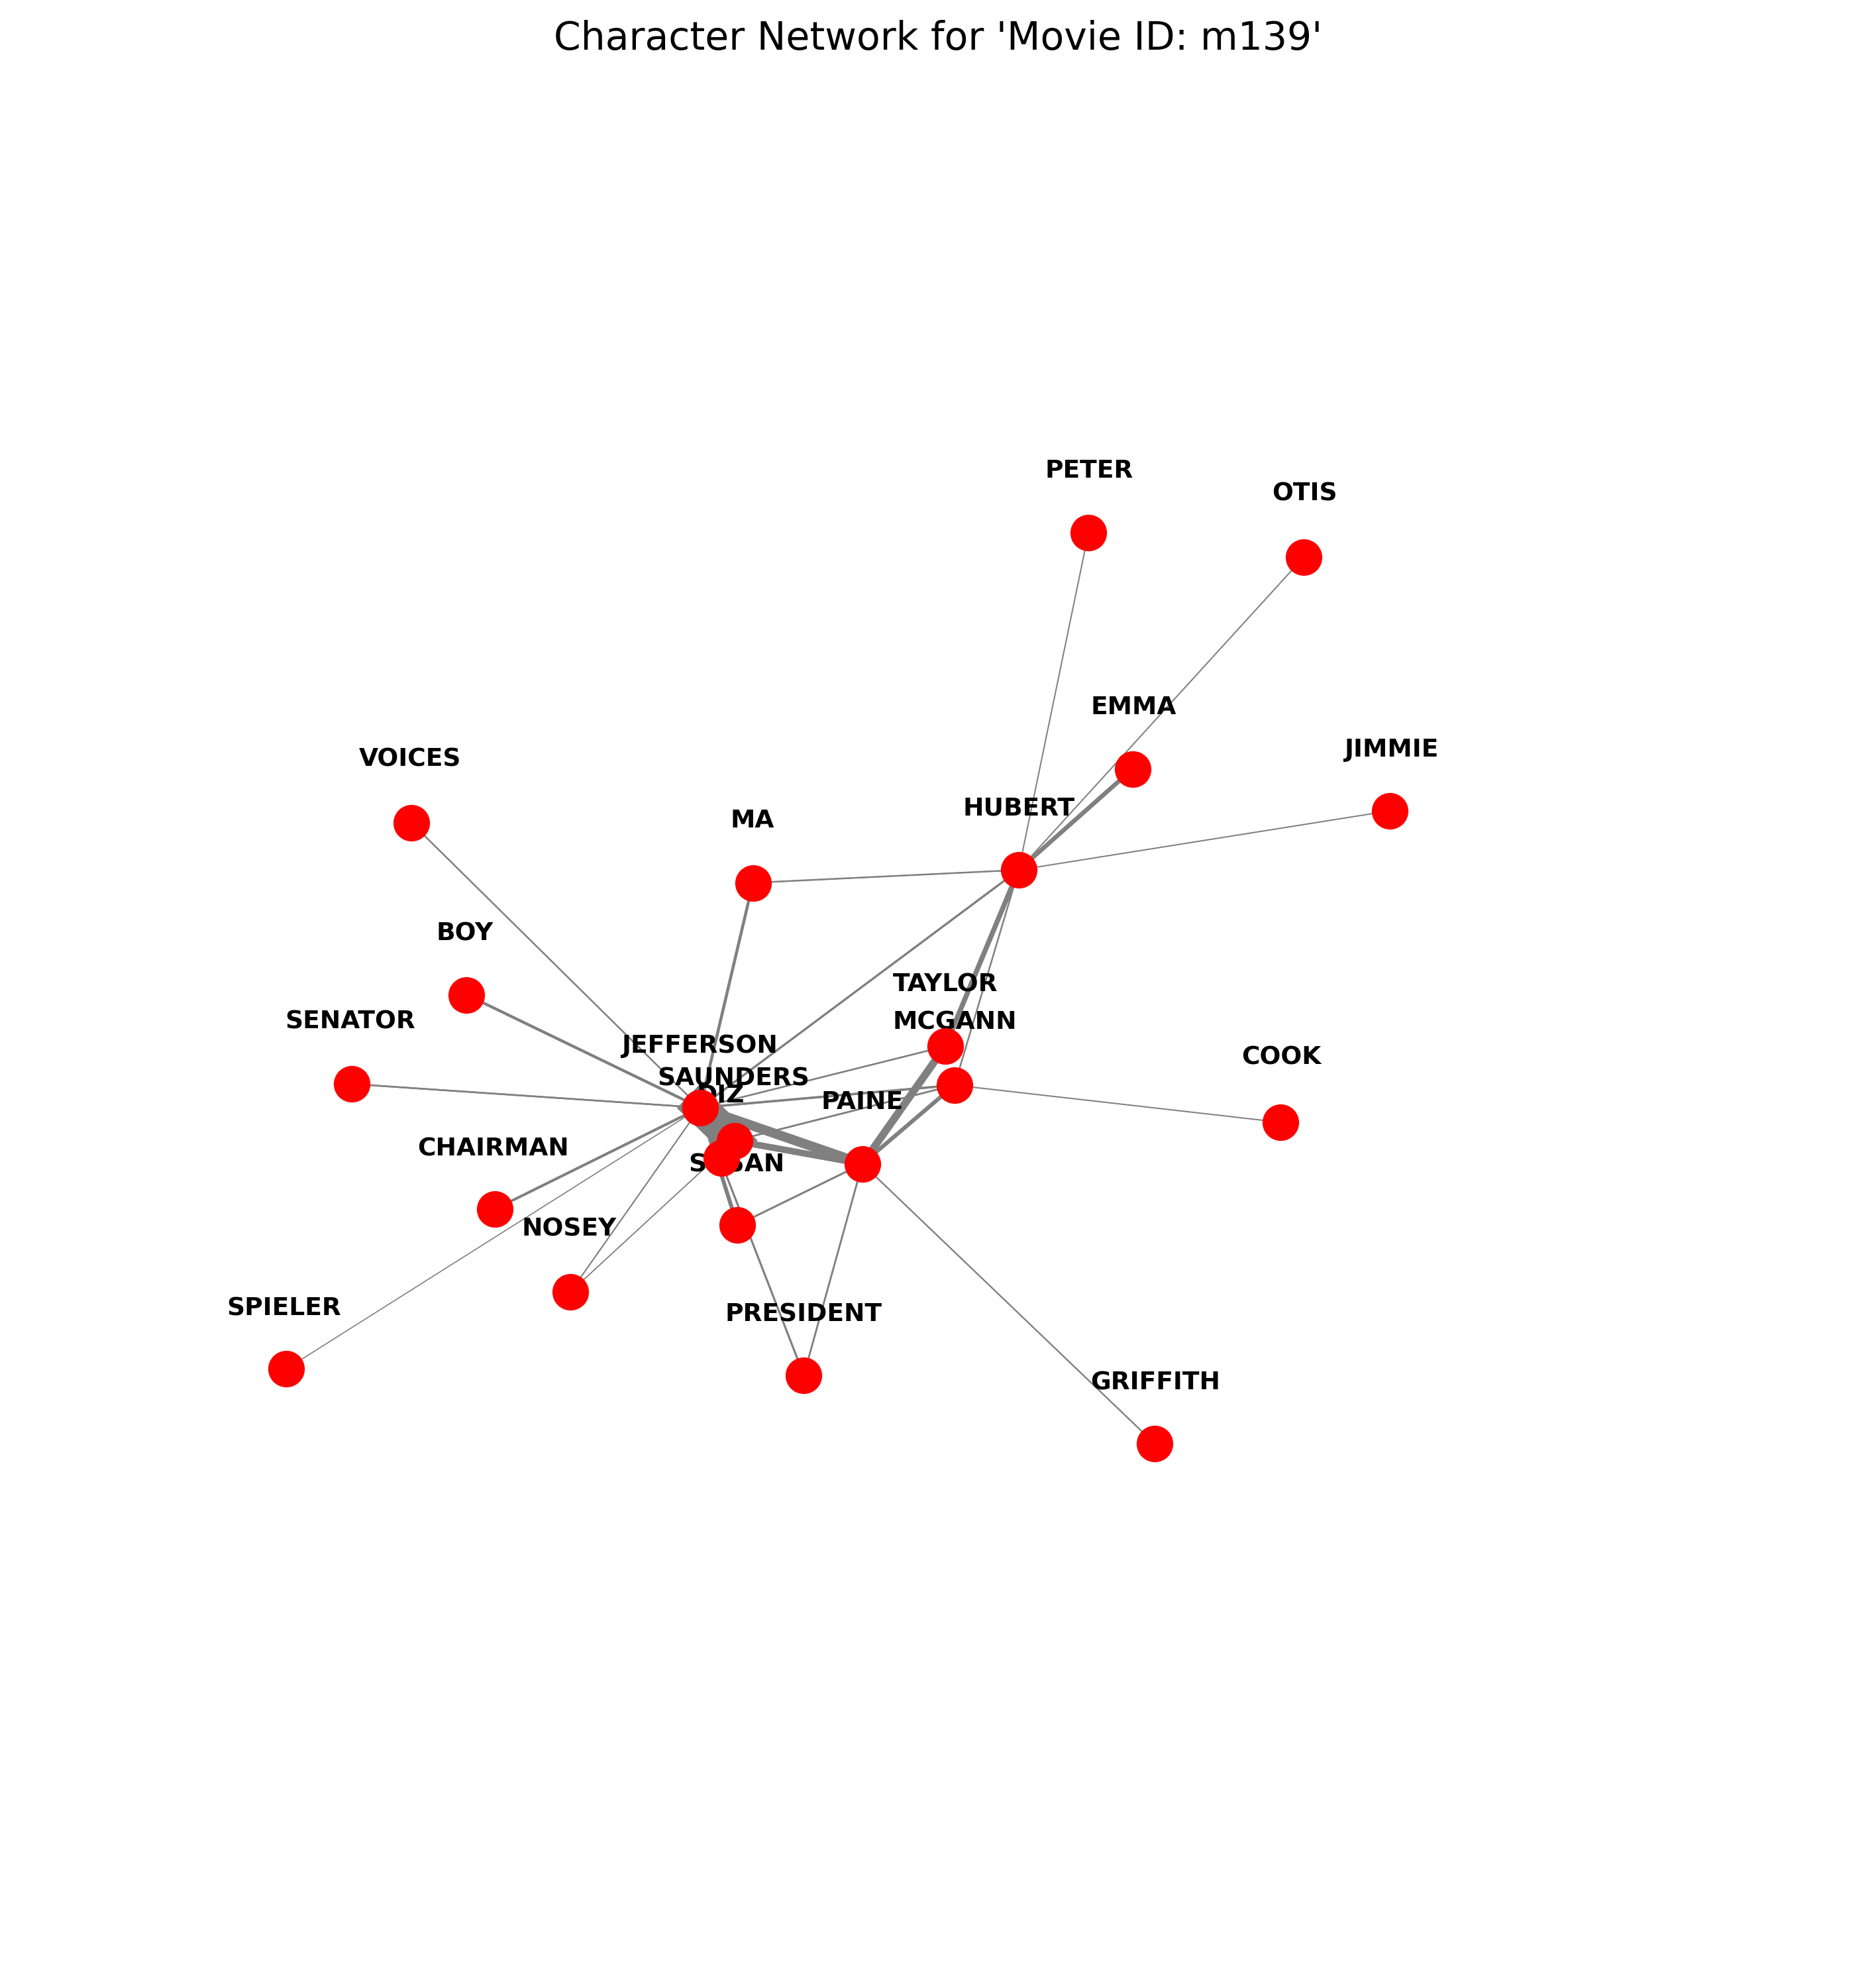 Character Network for 'Movie ID: m139'
PETER
OTIS
EMMA
JIMMIE
VOICES
HUBERT
MA
BOY
TAYLOR
SENATOR
MCGANN
JEFFERSON
COOK
SAUNDERS
DIZ
PAINE
CHAIRMAN
SUSAN
NOSEY
SPIELER
PRESIDENT
GRIFFITH